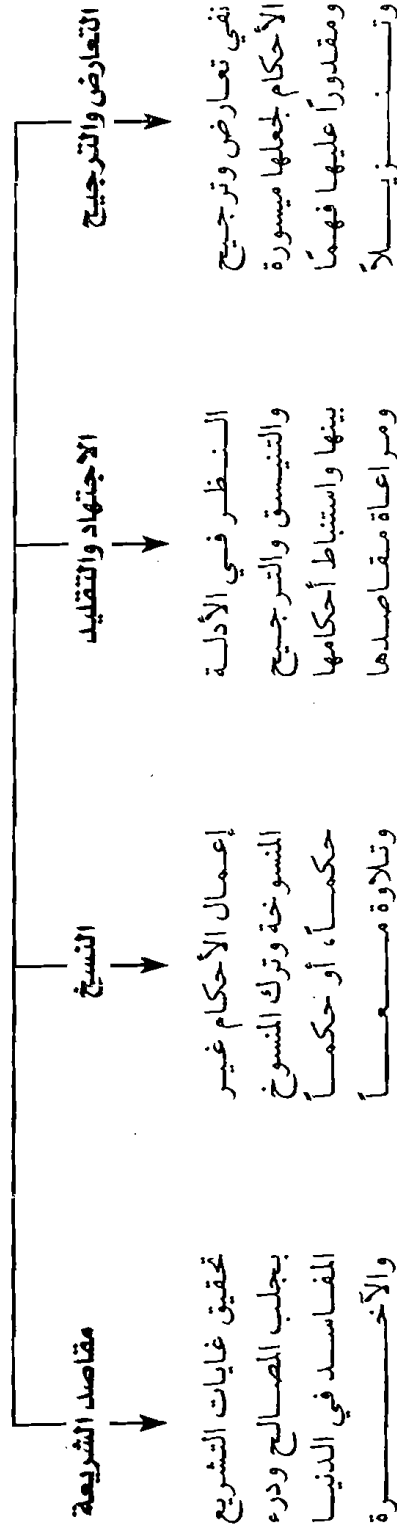 التعارض والترجيح
نفي تعارض وترجيح
الأحكام لجعلها ميسورة
ومقدوراً عليها فهماً
وتنزيلاً
الاجتهاد والتقليد
النظر في الأدلة
والتنسيق والترجيح
بينها واستنباط أحكامها
ومراعاة مقاصدها
النسخ
إعمال الأحكام غير
المنسوخة وترك المنسوخ
حكماً، أو حكماً
وتلاوة معاً
مقاصد الشريعة
تحقيق غايات التشريع
بجلب المصالح ودرء
المفاسد في الدنيا
والآخرة